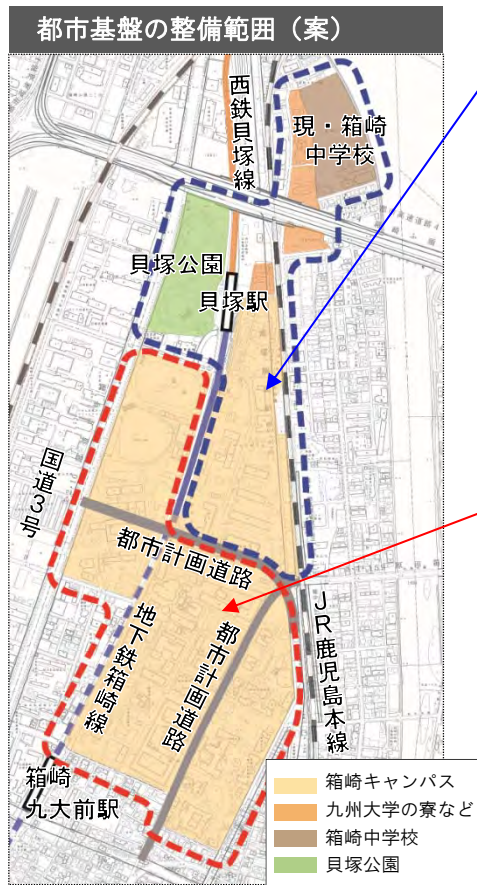 都市基盤の整備範囲（案）
西鉄貝塚線
現・箱崎
中学校
貝塚公園
貝塚駅
国道3号
都市計画道路
地下鉄箱崎線
都市計画道路
JR鹿児島本線
箱崎
九大前駅
箱崎キャンパス
九州大学の寮など
箱崎中学校
貝塚公園